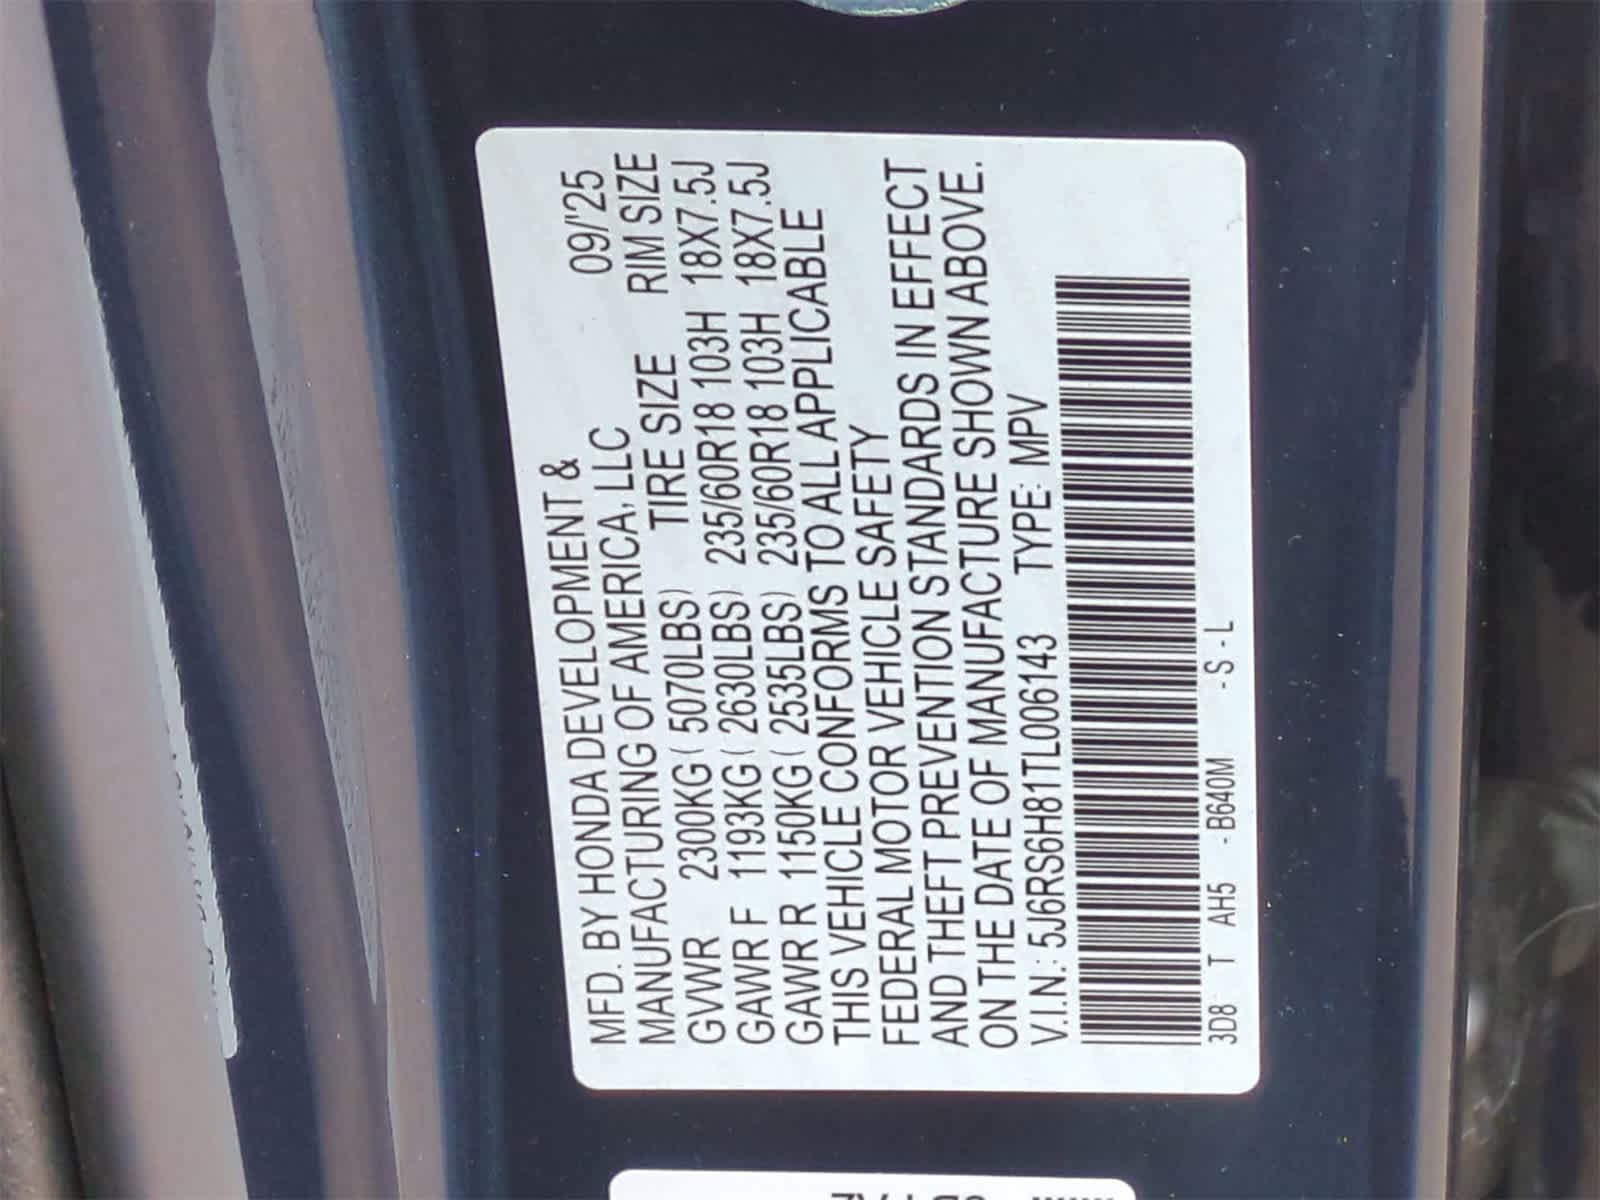 MFD. BY HONDA DEVELOPMENT &
MANUFACTURING OF AMERICA, LLC 09/'25
TIRE SIZE RIM SIZE
GVWR 2300KG ( 5070LBS)
GAWR F 1193KG ( 2630LBS) 235/60R18 103H 18X7.5J
GAWR R 1150KG ( 2535LBS) 235/60R18 103H 18X7.5J
THIS VEHICLE CONFORMS TO ALL APPLICABLE
FEDERAL MOTOR VEHICLE SAFETY
AND THEFT PREVENTION STANDARDS IN EFFECT
ON THE DATE OF MANUFACTURE SHOWN ABOVE.
V.I.N.: 5J6RS6H81TL006143 TYPE: MPV
3D8 T AH5 -B640M -S-L